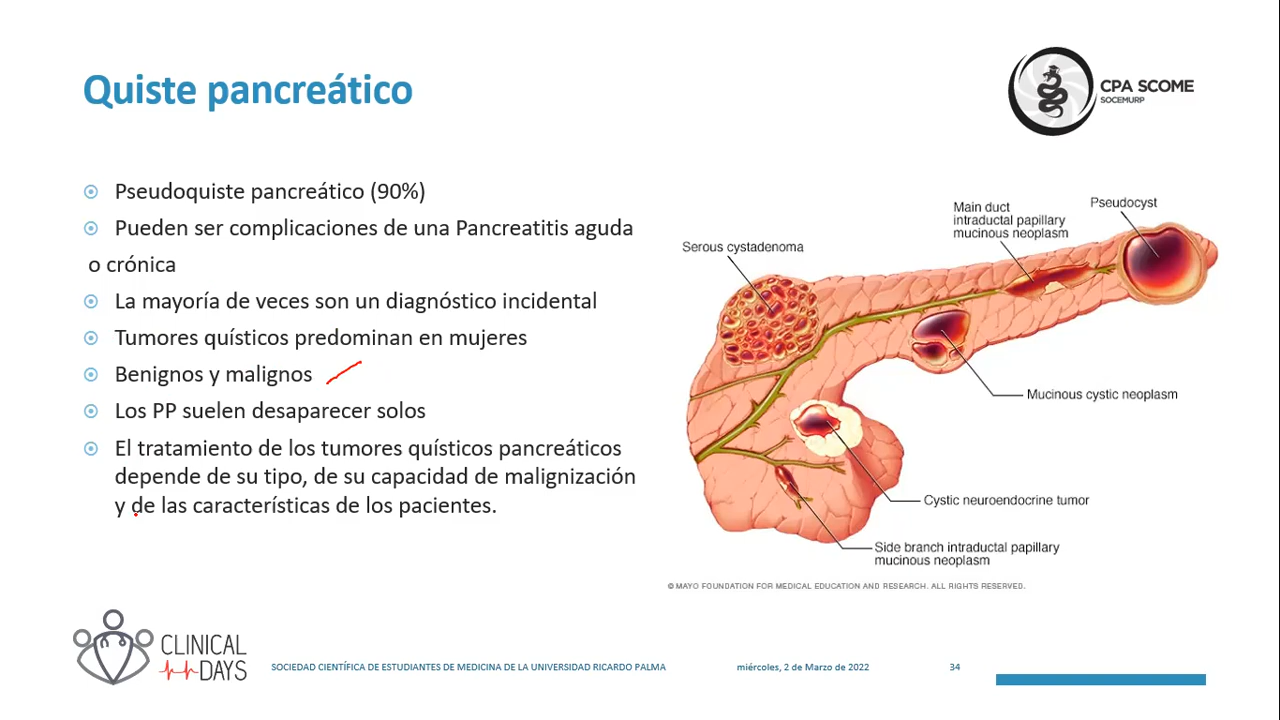 Quiste pancreático
CPA SCOME
SOCEMURP
Pseudoquiste pancreático (90%)
Pueden ser complicaciones de una Pancreatitis aguda
o crónica
La mayoría de veces son un diagnóstico incidental
Tumores quísticos predominan en mujeres
Benignos y malignos
Los PP suelen desaparecer solos
El tratamiento de los tumores quísticos pancreáticos
depende de su tipo, de su capacidad de malignización
y de las características de los pacientes.
Serous cystadenoma
Main duct
intraductal papillary
mucinous neoplasm
Pseudocyst
Mucinous cystic neoplasm
Cystic neuroendocrine tumor
Side branch intraductal papillary
mucinous neoplasm
© MAYO FOUNDATION FOR MEDICAL EDUCATION AND RESEARCH. ALL RIGHTS RESERVED.
CLINICAL
DAYS
SOCIEDAD CIENTÍFICA DE ESTUDIANTES DE MEDICINA DE LA UNIVERSIDAD RICARDO PALMA
miércoles, 2 de Marzo de 2022
34